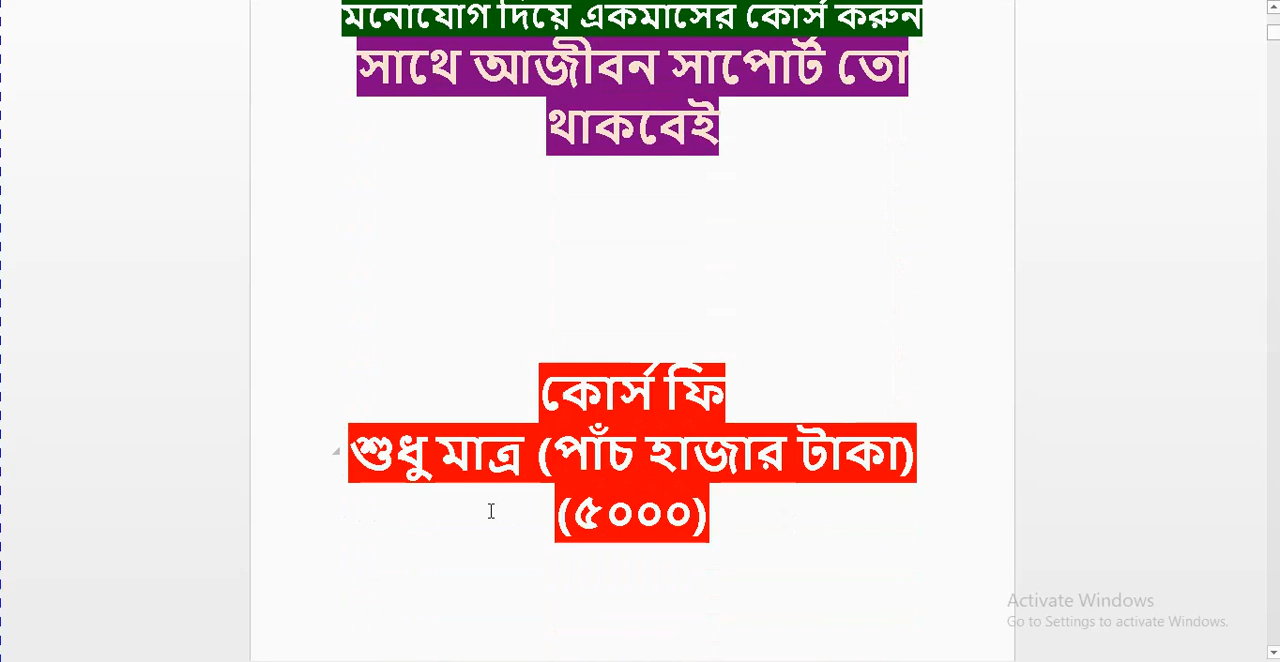 মনোযোগ দিয়ে একমাসের কোর্স করুন
সাথে আজীবন সাপোর্ট তো
থাকবেই
কোর্স ফি
শুধু মাত্র (পাঁচ হাজার টাকা)
(৫০০০)
Activate Windows
Go to Settings to activate Windows.